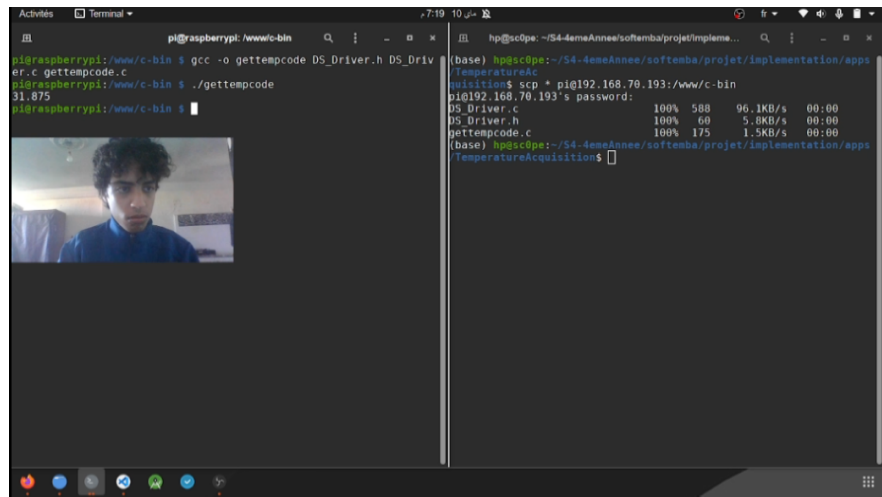 Activités Terminal م 7:19 10 ماي fr
pi@raspberrypi: /www/c-bin
pi@raspberrypi:/www/c-bin $ gcc -o gettempcode DS_Driver.h DS_Driv
er.c gettempcode.c
pi@raspberrypi:/www/c-bin $ ./gettempcode
31.875
pi@raspberrypi:/www/c-bin $
hp@sc0pe: ~/S4-4emeAnnee/softemba/projet/impleme...
(base) hp@sc0pe:~/S4-4emeAnnee/softemba/projet/implementation/apps
/TemperatureAc
quisition$ scp * pi@192.168.70.193:/www/c-bin
pi@192.168.70.193's password:
DS_Driver.c 100% 588 96.1KB/s 00:00
DS_Driver.h 100% 60 5.8KB/s 00:00
gettempcode.c 100% 175 1.5KB/s 00:00
(base) hp@sc0pe:~/S4-4emeAnnee/softemba/projet/implementation/apps
/TemperatureAcquisition$